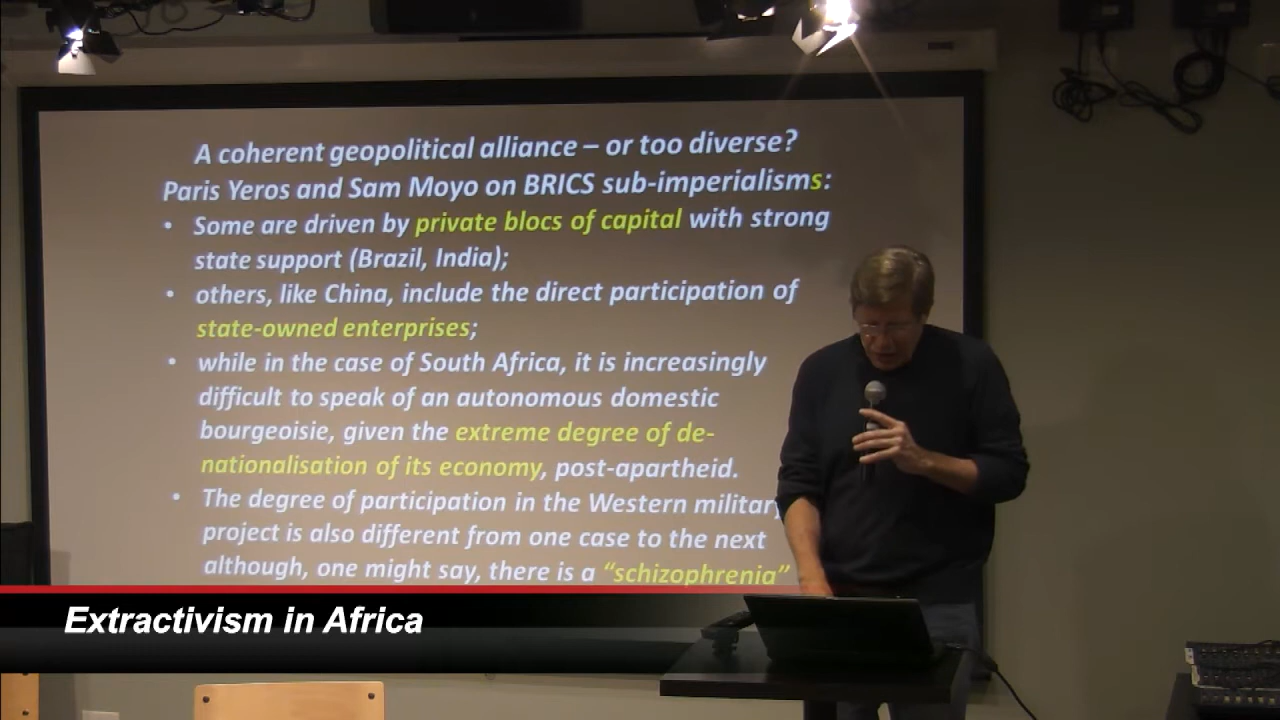 A coherent geopolitical alliance – or too diverse?
Paris Yeros and Sam Moyo on BRICS sub-imperialisms:
• Some are driven by private blocs of capital with strong
state support (Brazil, India);
• others, like China, include the direct participation of
state-owned enterprises;
• while in the case of South Africa, it is increasingly
difficult to speak of an autonomous domestic
bourgeoisie, given the extreme degree of de-
nationalisation of its economy, post-apartheid.
• The degree of participation in the Western military
project is also different from one case to the next
although, one might say, there is a “schizophrenia”
Extractivism in Africa